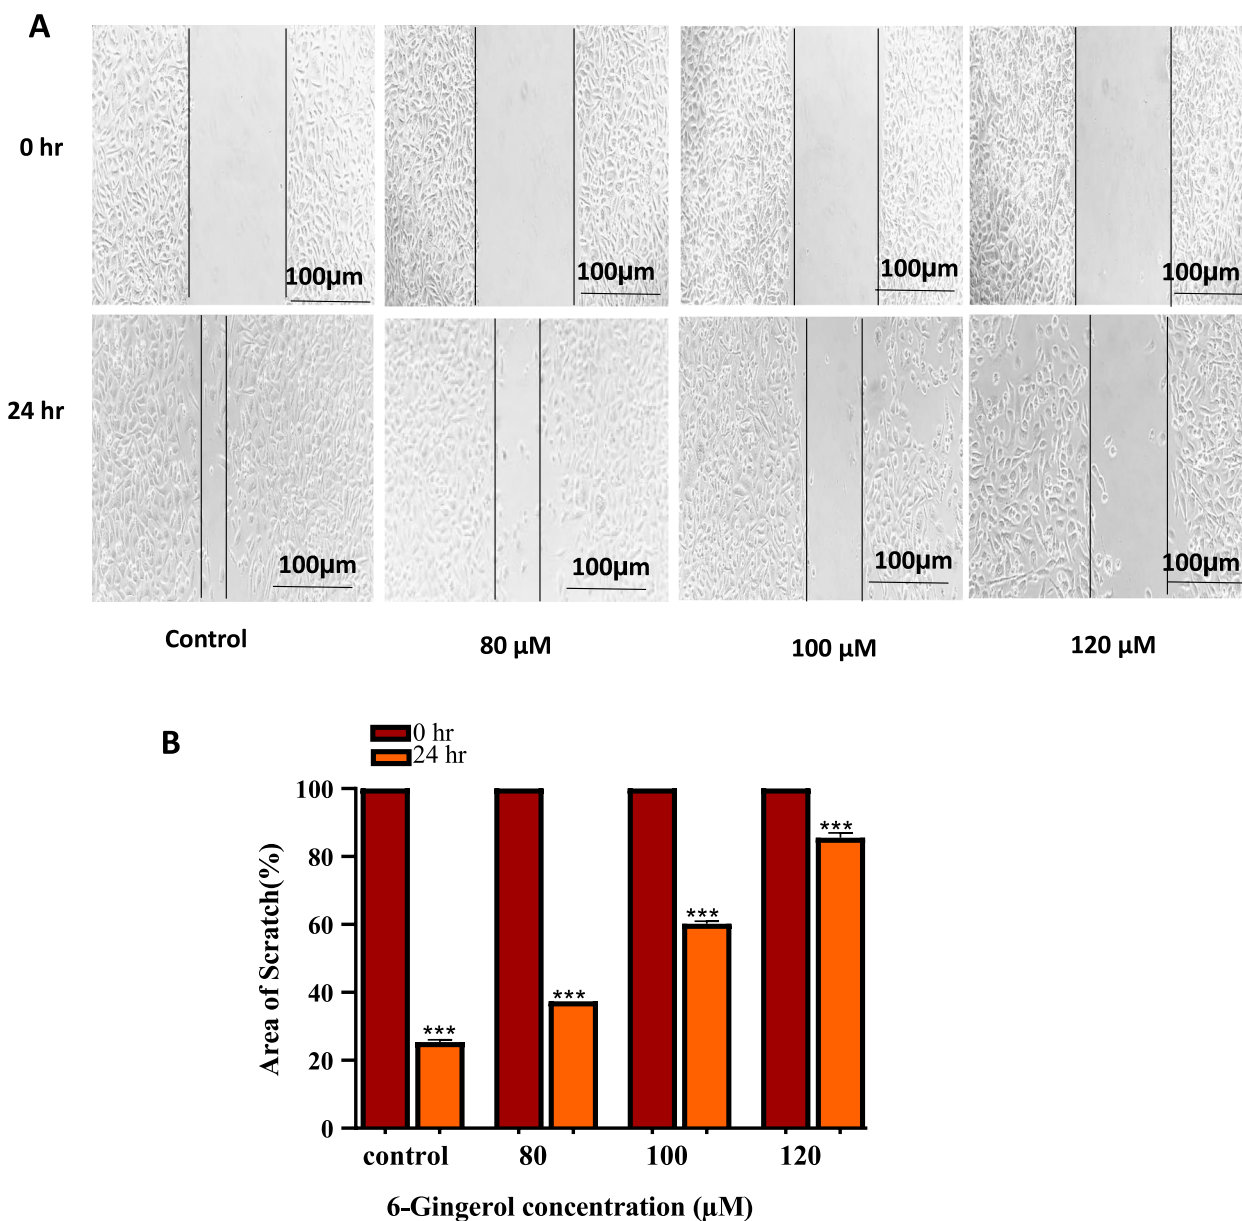 A
0 hr
100µm
100µm
100µm
100µm
24 hr
100µm
100µm
100µm
100µm
Control
80 µM
100 µM
120 µM
B
0 hr
24 hr
Area of Scratch(%)
100
80
60
40
20
0
***
***
***
***
control
80
100
120
6-Gingerol concentration (µM)